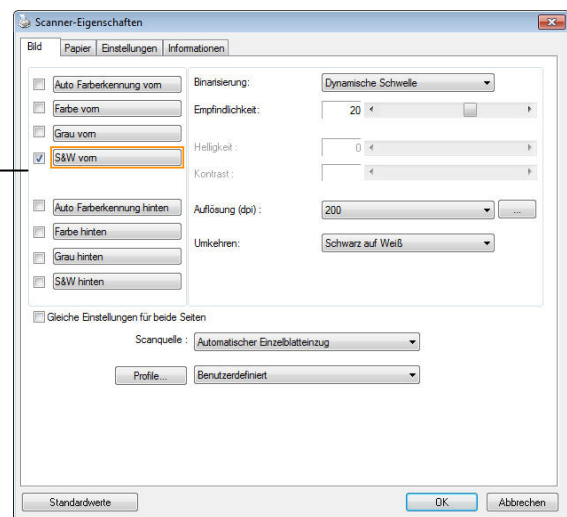 Scanner-Eigenschaften
Bild Papier Einstellungen Informationen
Auto Farberkennung vorn
Farbe vorn
Grau vorn
S&W vorn
Auto Farberkennung hinten
Farbe hinten
Grau hinten
S&W hinten
Binarisierung: Dynamische Schwelle
Empfindlichkeit: 20
Helligkeit : 0
Kontrast :
Auflösung (dpi) : 200 ...
Umkehren: Schwarz auf Weiß
Gleiche Einstellungen für beide Seiten
Scanquelle : Automatischer Einzelblatteinzug
Profile... Benutzerdefiniert
Standardwerte OK Abbrechen